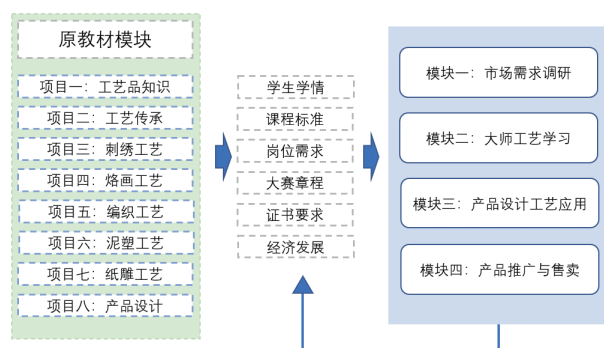 原教材模块
项目一：工艺品知识
项目二：工艺传承
项目三：刺绣工艺
项目四：烙画工艺
项目五：编织工艺
项目六：泥塑工艺
项目七：纸雕工艺
项目八：产品设计
学生学情
课程标准
岗位需求
大赛章程
证书要求
经济发展
模块一：市场需求调研
模块二：大师工艺学习
模块三：产品设计工艺应用
模块四：产品推广与售卖